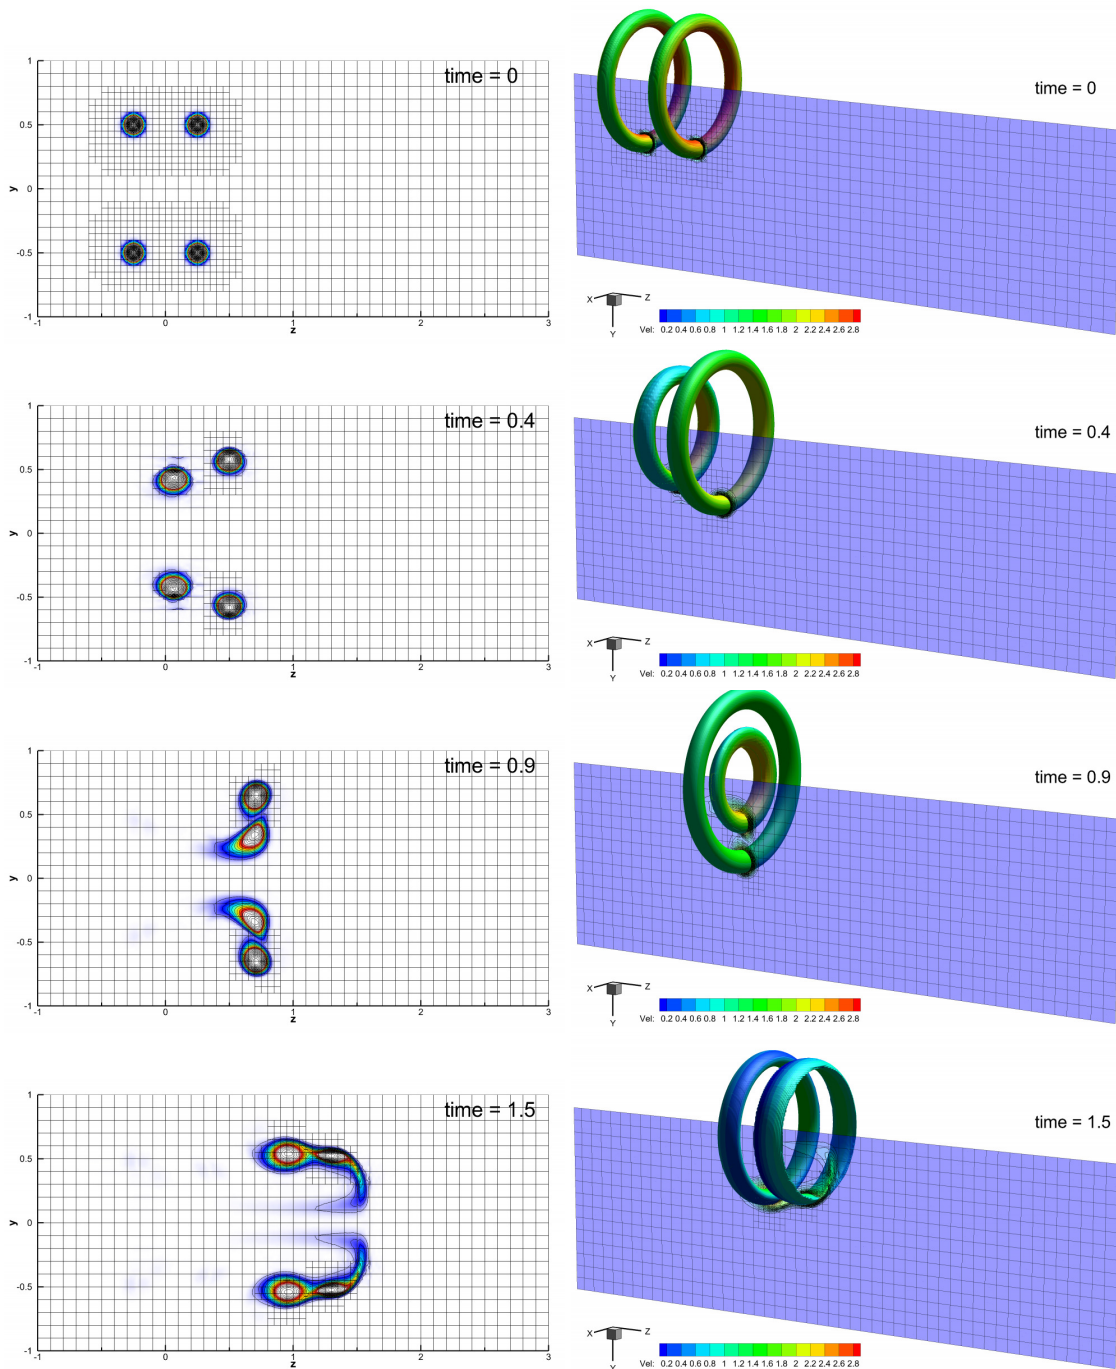 time = 0
1
0.5
0
-0.5
-1
y
-1 0 1 2 3
z
time = 0
X Z
Y
Vel: 0.2 0.4 0.6 0.8 1 1.2 1.4 1.6 1.8 2 2.2 2.4 2.6 2.8
time = 0.4
1
0.5
0
-0.5
-1
y
-1 0 1 2 3
z
time = 0.4
X Z
Y
Vel: 0.2 0.4 0.6 0.8 1 1.2 1.4 1.6 1.8 2 2.2 2.4 2.6 2.8
time = 0.9
1
0.5
0
-0.5
-1
y
-1 0 1 2 3
z
time = 0.9
X Z
Y
Vel: 0.2 0.4 0.6 0.8 1 1.2 1.4 1.6 1.8 2 2.2 2.4 2.6 2.8
time = 1.5
1
0.5
0
-0.5
-1
y
-1 0 1 2 3
z
time = 1.5
X Z
Y
Vel: 0.2 0.4 0.6 0.8 1 1.2 1.4 1.6 1.8 2 2.2 2.4 2.6 2.8